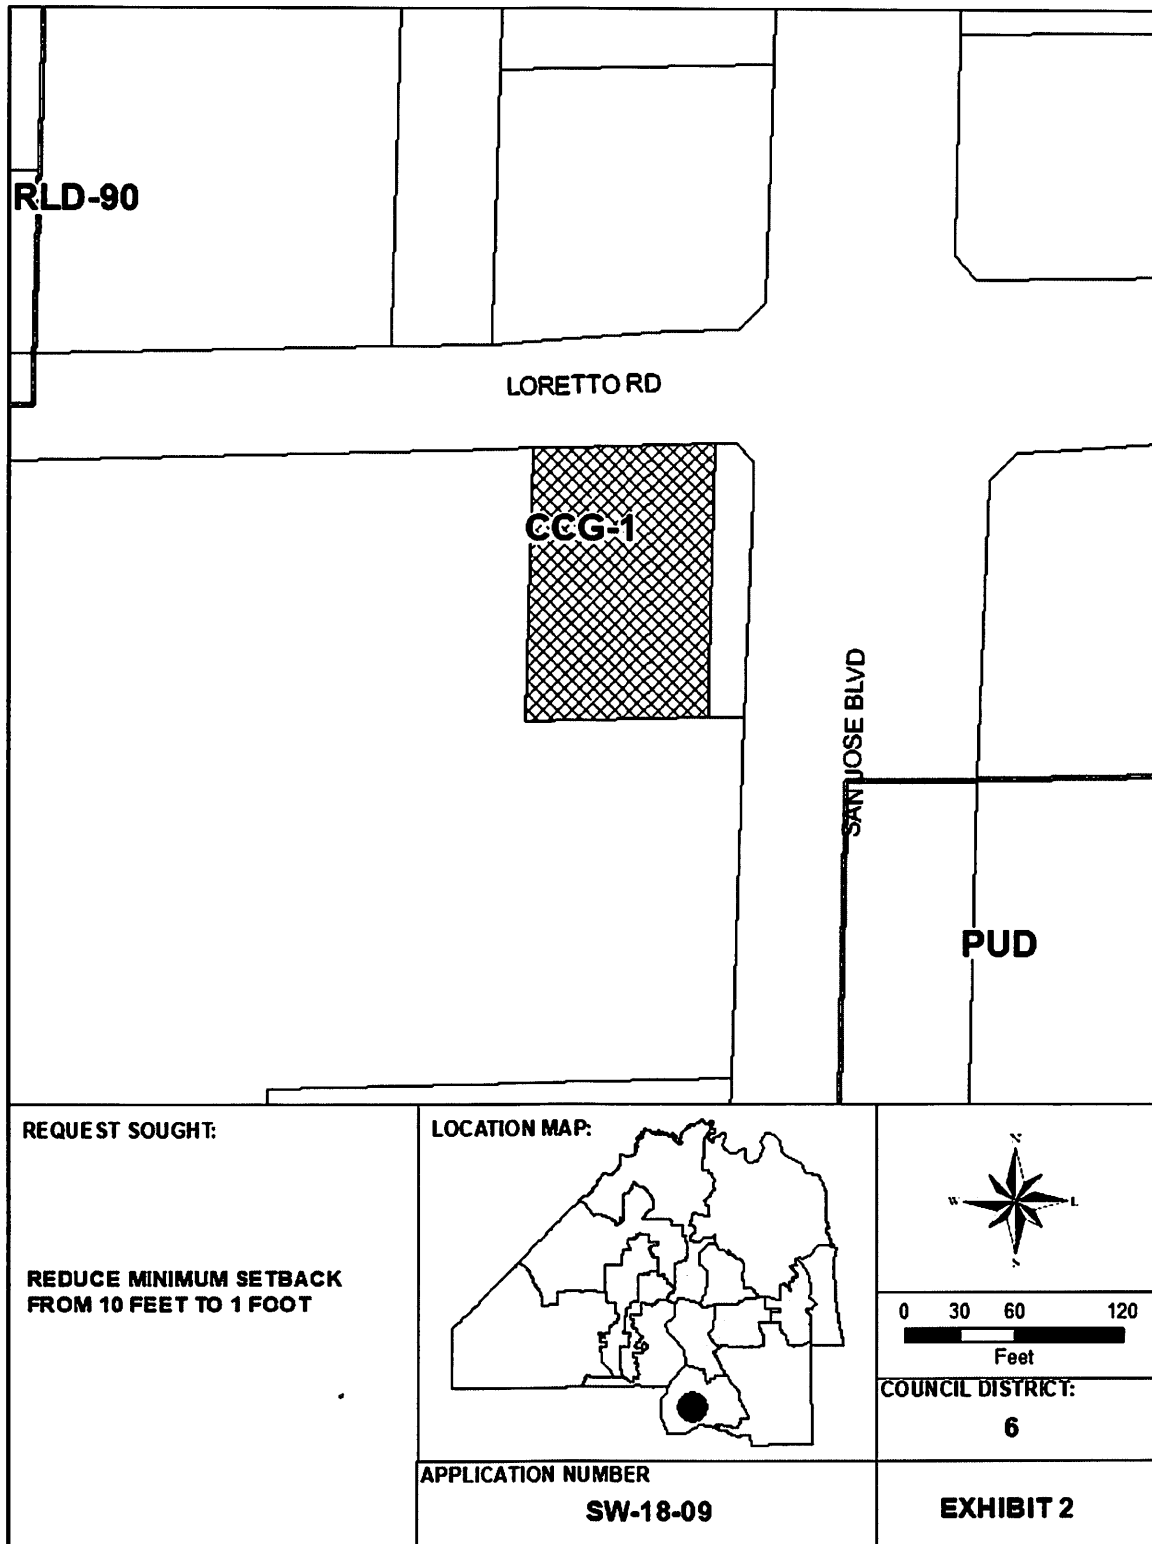 RLD-90
LORETTO RD
CCG-1
SAN JOSE BLVD
PUD
REQUEST SOUGHT:
REDUCE MINIMUM SETBACK
FROM 10 FEET TO 1 FOOT
LOCATION MAP:
N
W
S
0 30 60 120
Feet
COUNCIL DISTRICT:
6
APPLICATION NUMBER
SW-18-09
EXHIBIT 2